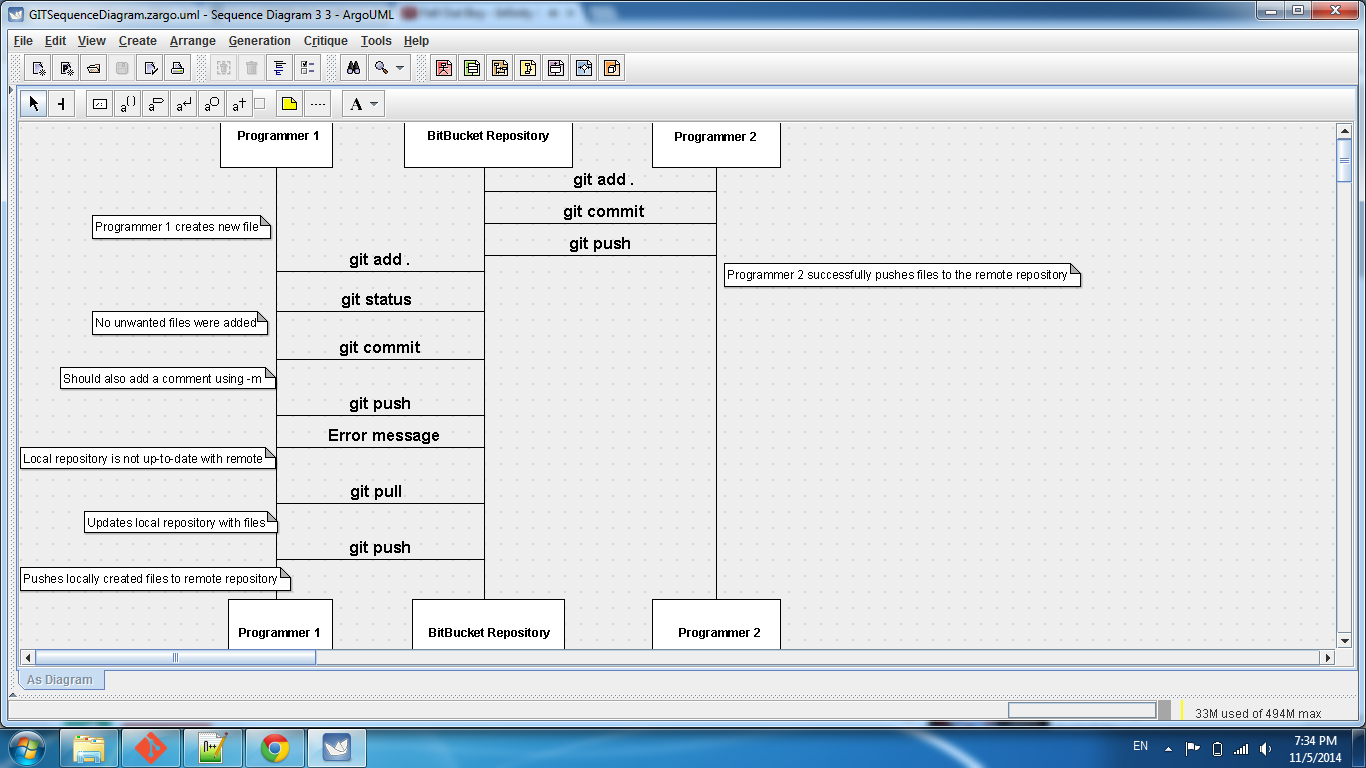 GITSequenceDiagram.zargo.uml - Sequence Diagram 3 3 - ArgoUML
File Edit View Create Arrange Generation Critique Tools Help
A
Programmer 1 BitBucket Repository Programmer 2
git add .
git commit
Programmer 1 creates new file
git push
git add .
Programmer 2 successfully pushes files to the remote repository
git status
No unwanted files were added
git commit
Should also add a comment using -m
git push
Error message
Local repository is not up-to-date with remote
git pull
Updates local repository with files
git push
Pushes locally created files to remote repository
Programmer 1 BitBucket Repository Programmer 2
As Diagram
33M used of 494M max
EN
7:34 PM
11/5/2014